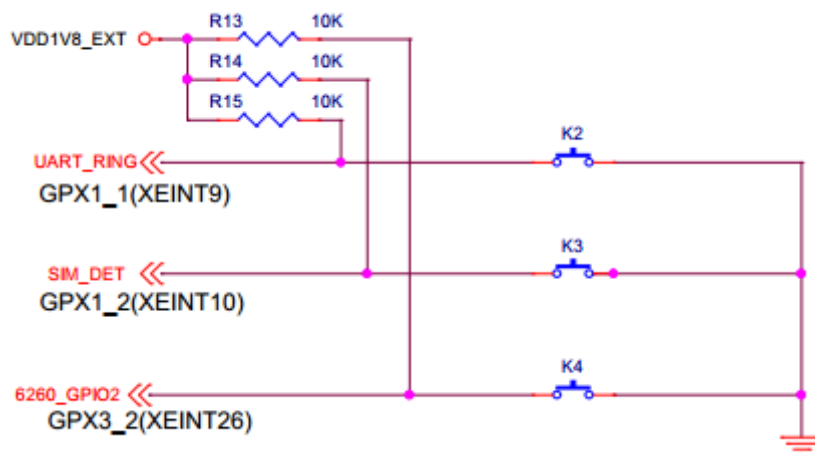 R13 10K
VDD1V8_EXT
R14 10K
R15 10K
K2
UART_RING
GPX1_1(XEINT9)
K3
SIM_DET
GPX1_2(XEINT10)
K4
6260_GPIO2
GPX3_2(XEINT26)